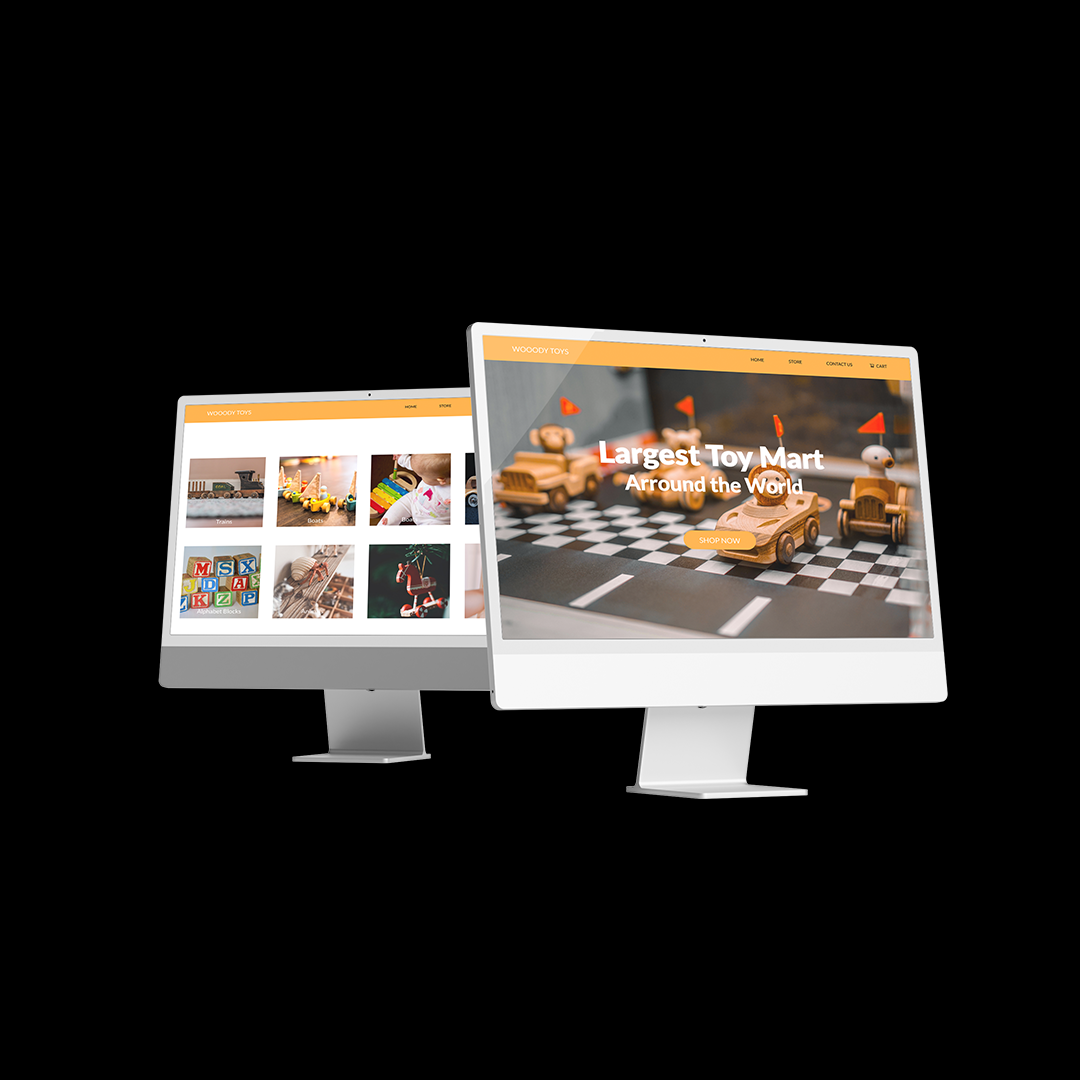 WOOODY TOYS
HOME
STORE
Trains
Boats
Alphabet Blocks
M S X
J D A
K Z P
WOOODY TOYS
HOME
STORE
CONTACT US
CART
Largest Toy Mart
Arround the World
SHOP NOW